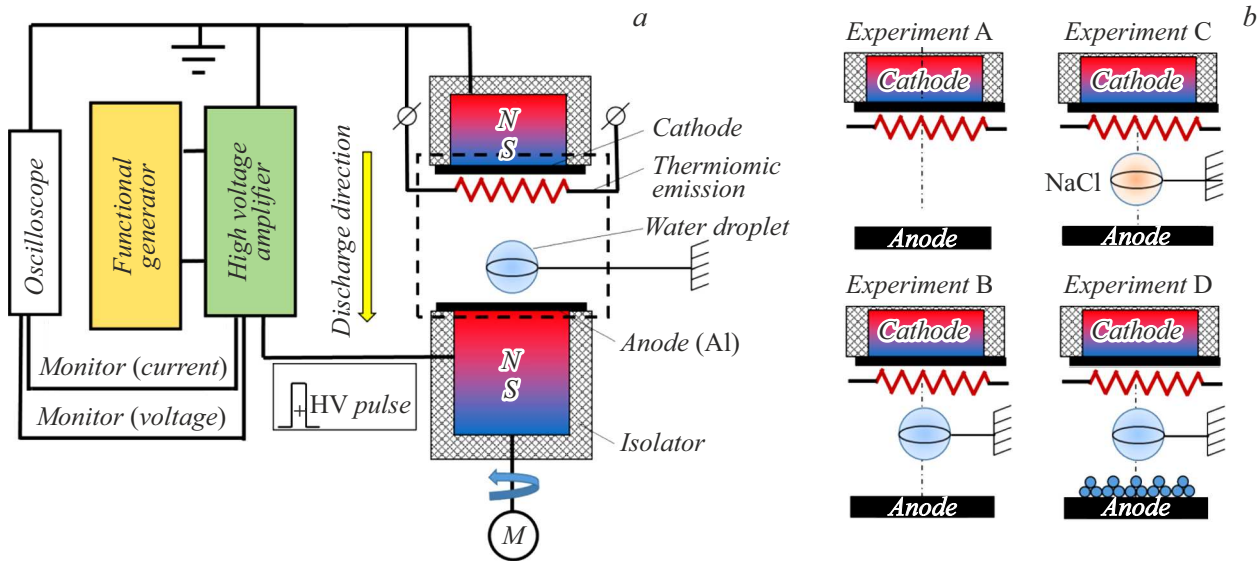 a
Oscilloscope
Functional
generator
High voltage
amplifier
Discharge direction
N
S
Cathode
Thermiomic
emission
Water droplet
Anode (Al)
N
S
Isolator
Monitor (current)
Monitor (voltage)
+HV pulse
M
b
Experiment A
Cathode
Anode
Experiment C
Cathode
NaCl
Anode
Experiment B
Cathode
Anode
Experiment D
Cathode
Anode